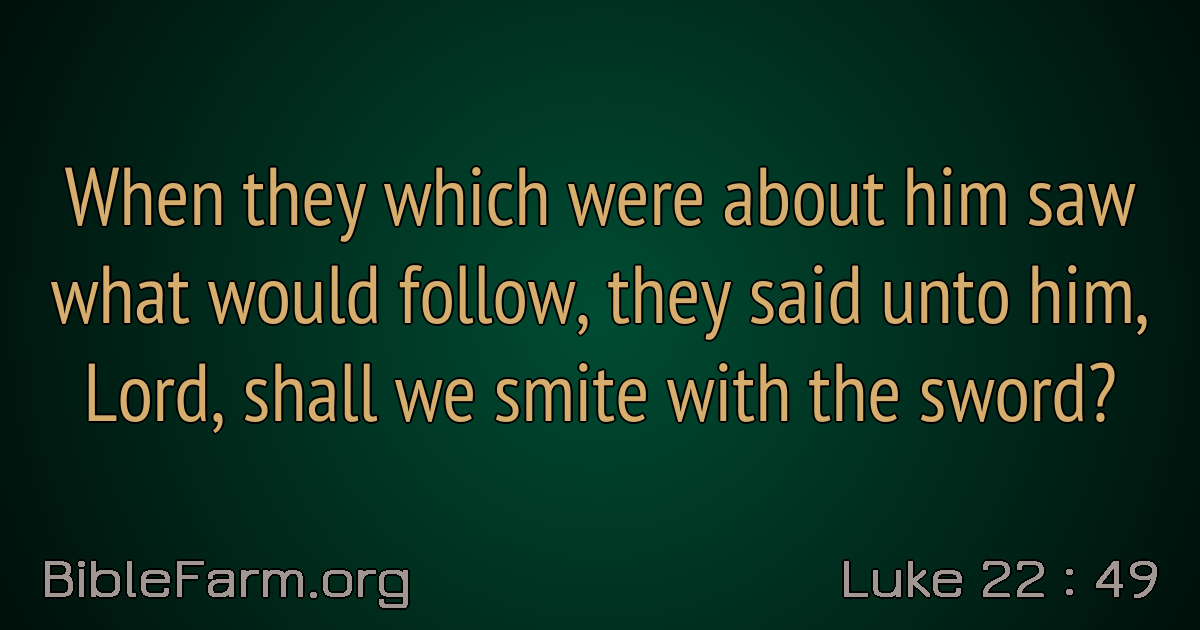 When they which were about him saw
what would follow, they said unto him,
Lord, shall we smite with the sword?
BibleFarm.org
Luke 22 : 49